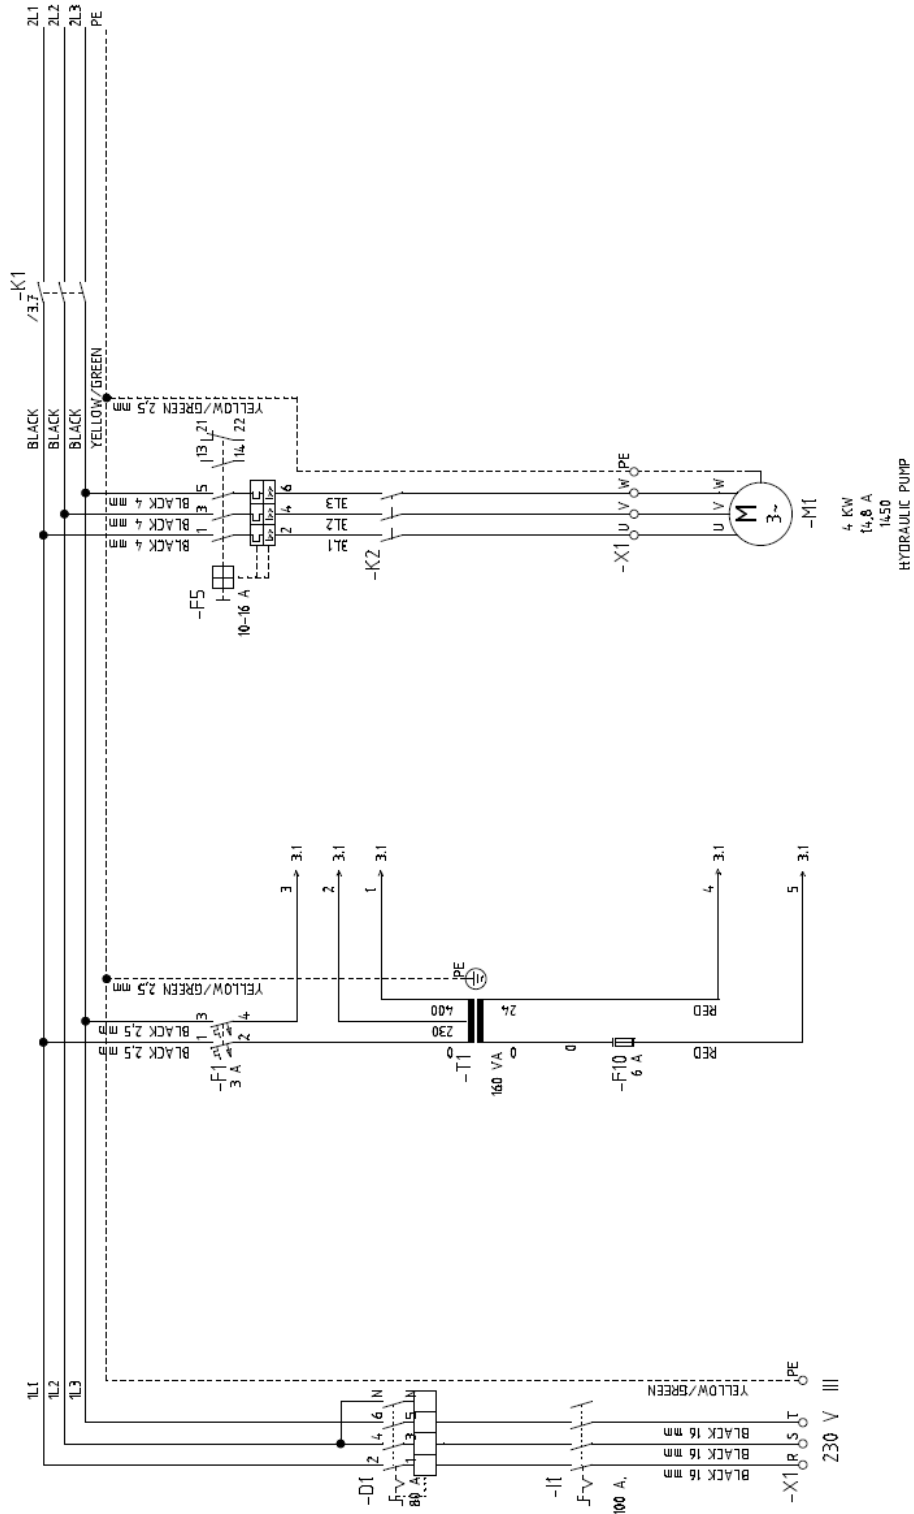 2L1
2L2
2L3
PE
-K1
/3.7
BLACK
BLACK
BLACK
YELLOW/GREEN
YELLOW/GREEN 2,5 mm
13
21
14
22
BLACK 4 mm
BLACK 4 mm
BLACK 4 mm
1
3
5
2
4
6
-F5
10-16 A
3L1
3L2
3L3
-K2
-X1
U
V
W
PE
U
V
W
M
3~
-M1
4 KW
14,8 A
1450
HYDRAULIC PUMP
3
3.1
2
3.1
1
3.1
4
3.1
5
3.1
YELLOW/GREEN 2,5 mm
BLACK 2,5 mm
BLACK 2,5 mm
1
3
2
4
-F1
3 A
PE
0
230
400
-T1
160 VA
0
24
0
-F10
6 A
RED
RED
1L1
1L2
1L3
-D1
80 A
2
4
6
N
1
3
5
N
-I1
100 A.
YELLOW/GREEN
BLACK 16 mm
BLACK 16 mm
BLACK 16 mm
-X1
R
S
T
PE
230 V